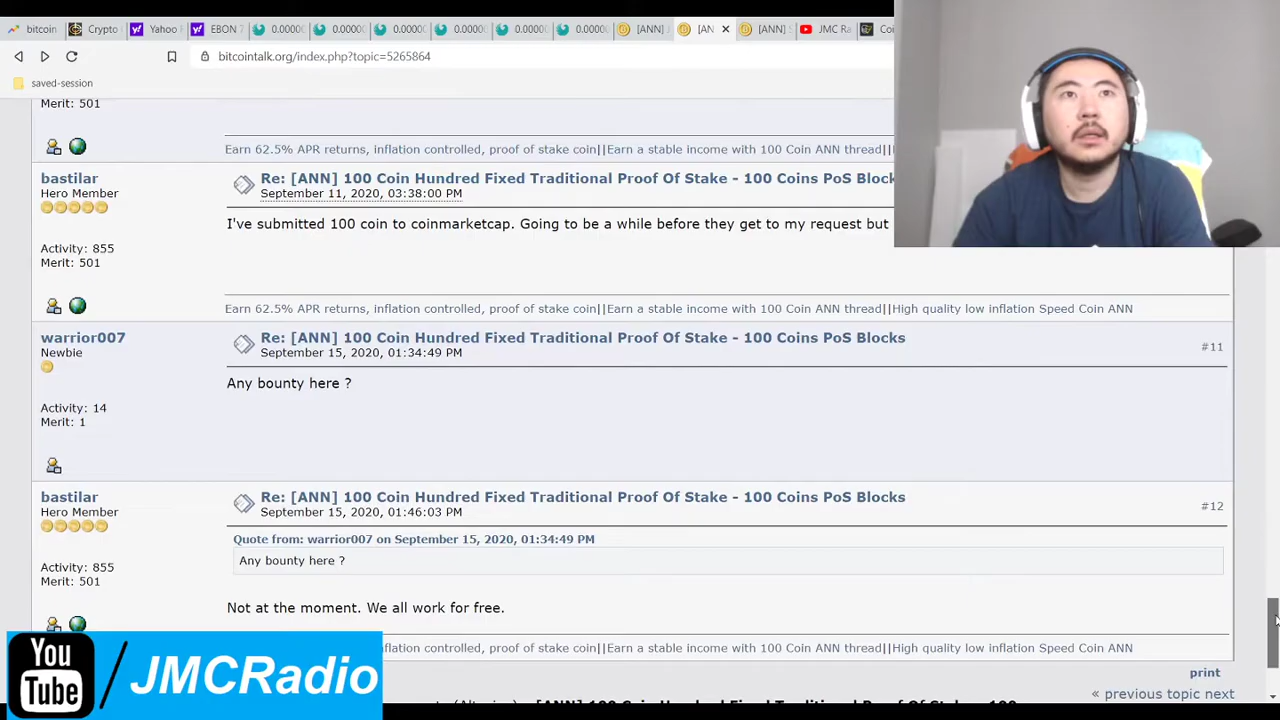 bitcoin
Crypto
Yahoo
EBON 7
0.0000
0.0000
0.0000
0.0000
0.0000
0.0000
[ANN]
[AN
[ANN] S
JMC Ra
bitcointalk.org/index.php?topic=5265864
saved-session
Merit: 501
Earn 62.5% APR returns, inflation controlled, proof of stake coin||Earn a stable income with 100 Coin ANN thread||
bastilar
Hero Member
Activity: 855
Merit: 501
Re: [ANN] 100 Coin Hundred Fixed Traditional Proof Of Stake - 100 Coins PoS Block
September 11, 2020, 03:38:00 PM
I've submitted 100 coin to coinmarketcap. Going to be a while before they get to my request but
Earn 62.5% APR returns, inflation controlled, proof of stake coin||Earn a stable income with 100 Coin ANN thread||High quality low inflation Speed Coin ANN
warrior007
Newbie
Activity: 14
Merit: 1
Re: [ANN] 100 Coin Hundred Fixed Traditional Proof Of Stake - 100 Coins PoS Blocks
September 15, 2020, 01:34:49 PM
#11
Any bounty here ?
bastilar
Hero Member
Activity: 855
Merit: 501
Re: [ANN] 100 Coin Hundred Fixed Traditional Proof Of Stake - 100 Coins PoS Blocks
September 15, 2020, 01:46:03 PM
#12
Quote from: warrior007 on September 15, 2020, 01:34:49 PM
Any bounty here ?
Not at the moment. We all work for free.
nflation controlled, proof of stake coin||Earn a stable income with 100 Coin ANN thread||High quality low inflation Speed Coin ANN
print
« previous topic next
You
Tube
/JMCRadio